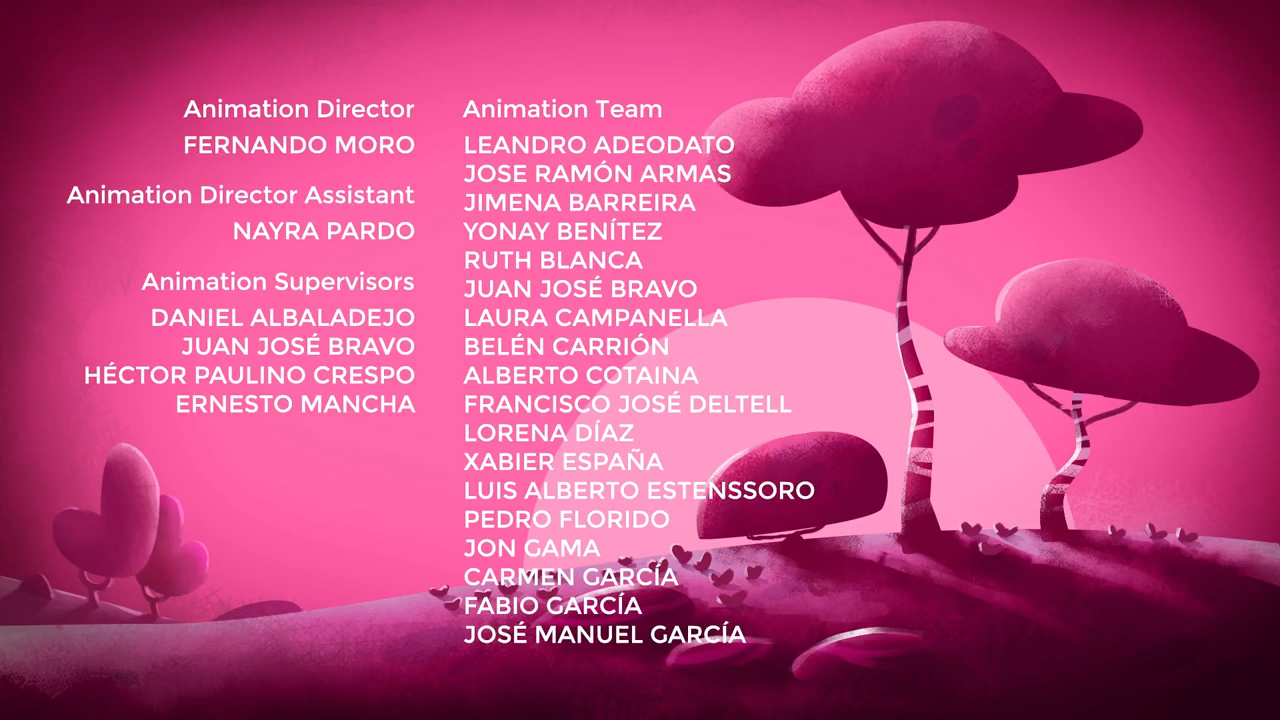 Animation Director
FERNANDO MORO
Animation Director Assistant
NAYRA PARDO
Animation Supervisors
DANIEL ALBALADEJO
JUAN JOSÉ BRAVO
HÉCTOR PAULINO CRESPO
ERNESTO MANCHA
Animation Team
LEANDRO ADEODATO
JOSE RAMÓN ARMAS
JIMENA BARREIRA
YONAY BENÍTEZ
RUTH BLANCA
JUAN JOSÉ BRAVO
LAURA CAMPANELLA
BELÉN CARRIÓN
ALBERTO COTAINA
FRANCISCO JOSÉ DELTELL
LORENA DÍAZ
XABIER ESPAÑA
LUIS ALBERTO ESTENSSORO
PEDRO FLORIDO
JON GAMA
CARMEN GARCÍA
FABIO GARCÍA
JOSÉ MANUEL GARCÍA